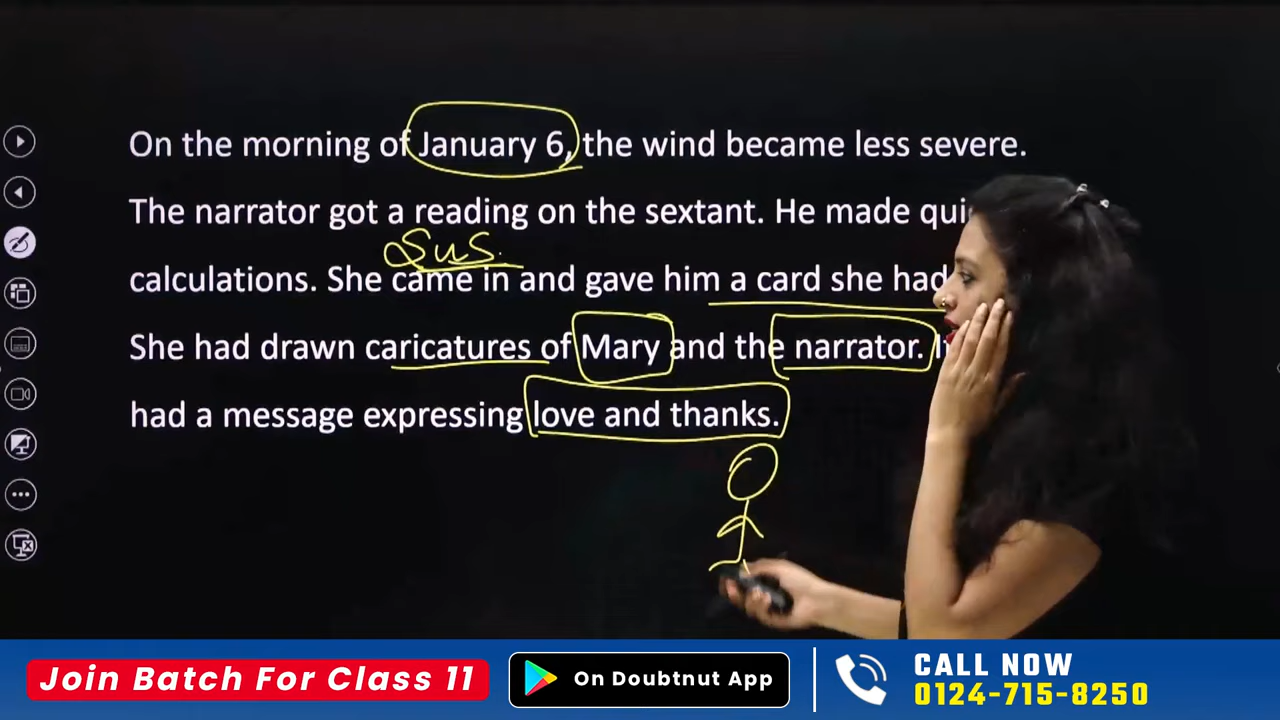 On the morning of January 6, the wind became less severe.
The narrator got a reading on the sextant. He made
Sus.
calculations. She came in and gave him a card she had
She had drawn caricatures of Mary and the narrator.
had a message expressing love and thanks.
Join Batch For Class 11
On Doubtnut App
CALL NOW
0124-715-8250